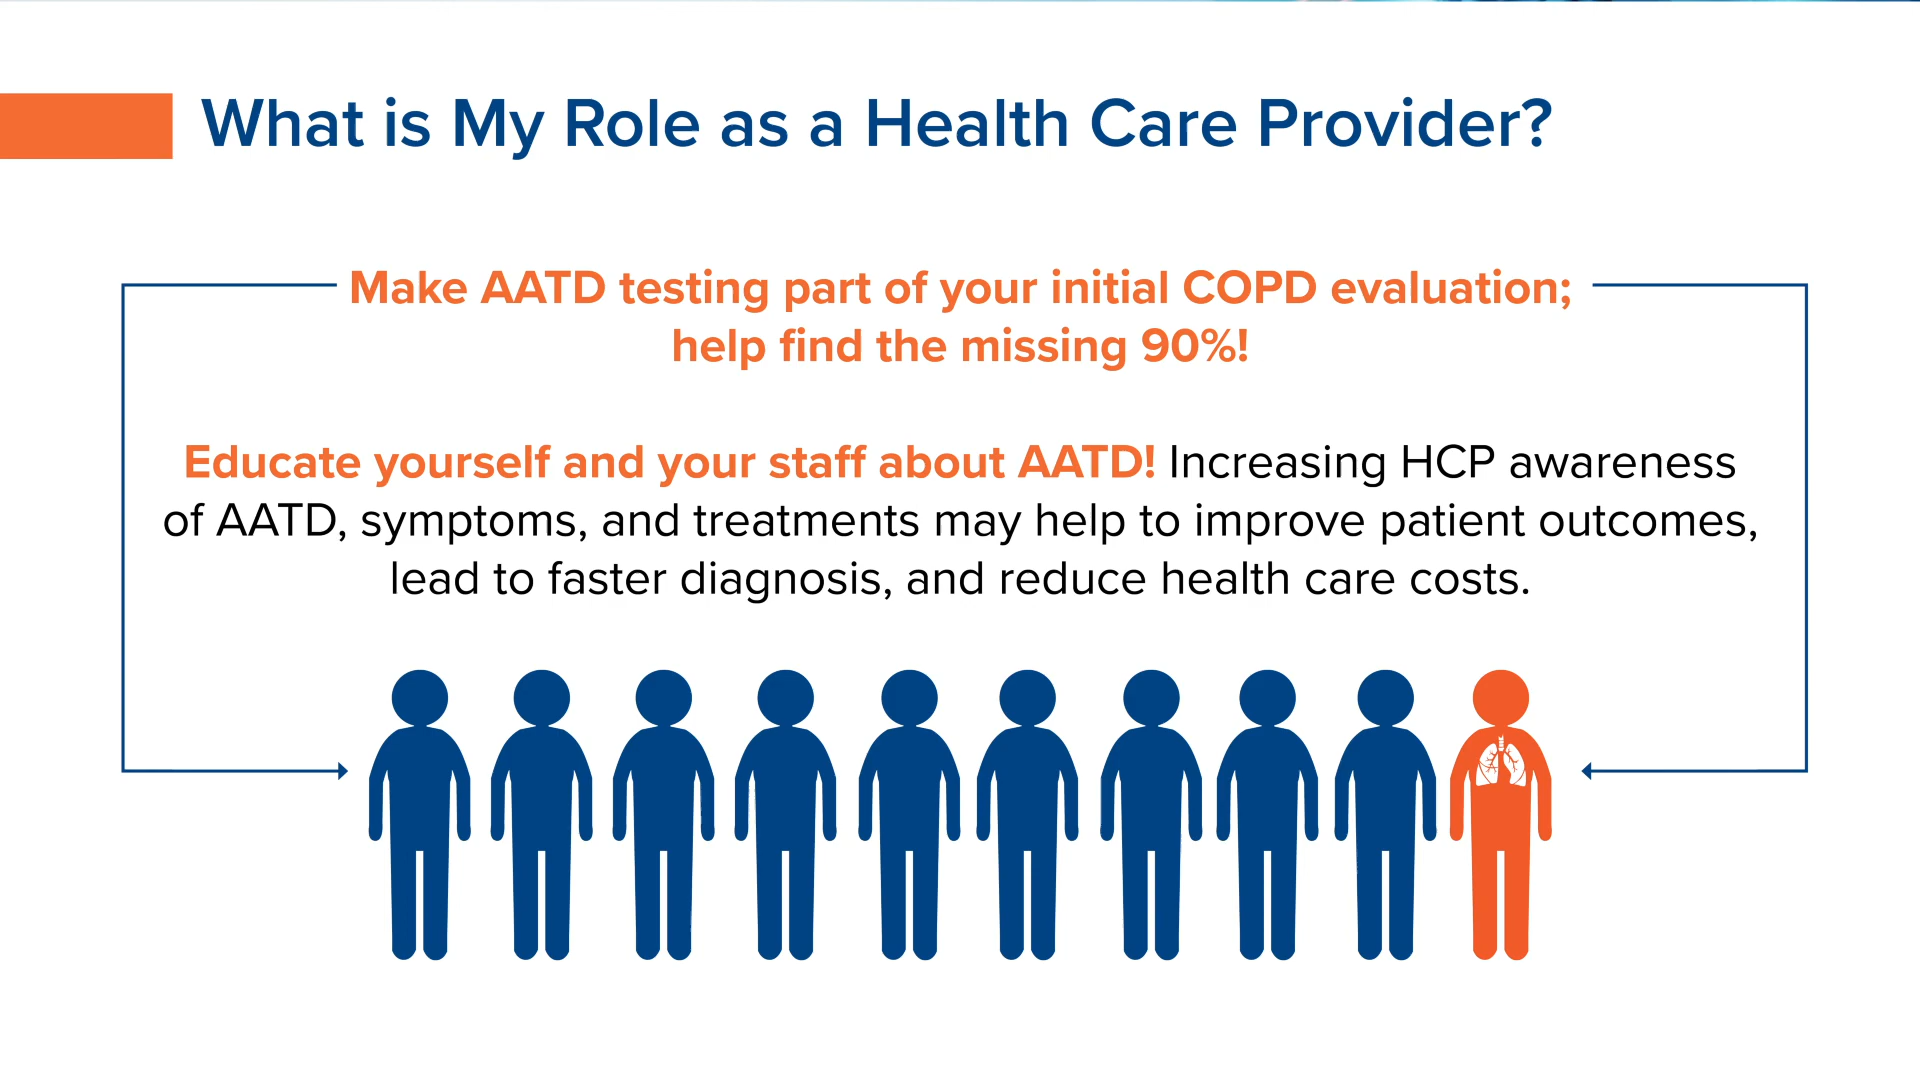 What is My Role as a Health Care Provider?
Make AATD testing part of your initial COPD evaluation;
help find the missing 90%!
Educate yourself and your staff about AATD! Increasing HCP awareness
of AATD, symptoms, and treatments may help to improve patient outcomes,
lead to faster diagnosis, and reduce health care costs.